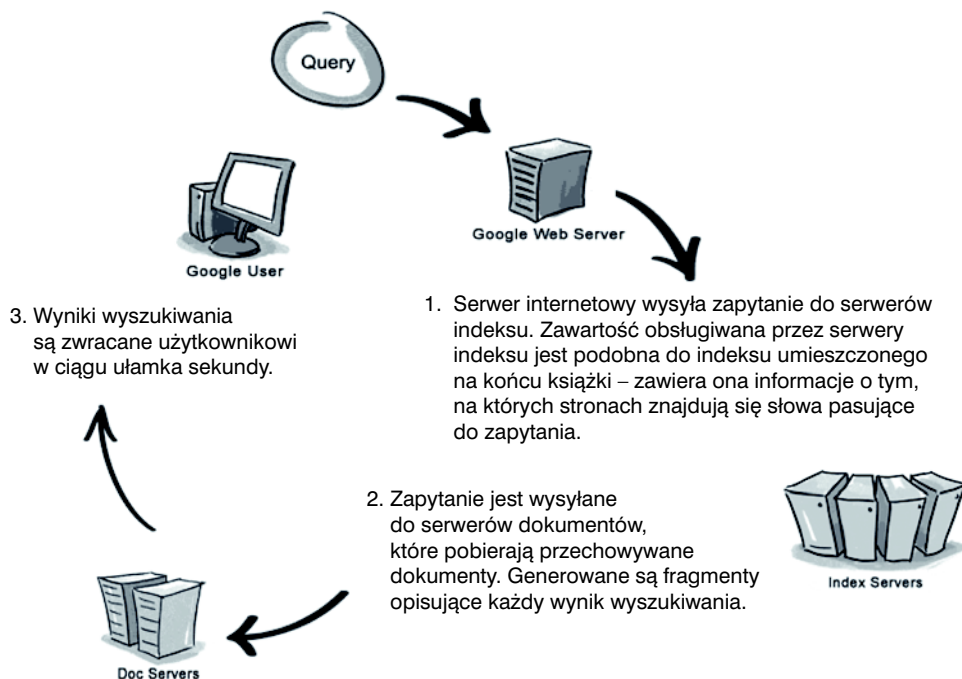 Query
Google Web Server
Google User
1. Serwer internetowy wysyła zapytanie do serwerów
indeksu. Zawartość obsługiwana przez serwery
indeksu jest podobna do indeksu umieszczonego
na końcu książki – zawiera ona informacje o tym,
na których stronach znajdują się słowa pasujące
do zapytania.
Index Servers
2. Zapytanie jest wysyłane
do serwerów dokumentów,
które pobierają przechowywane
dokumenty. Generowane są fragmenty
opisujące każdy wynik wyszukiwania.
Doc Servers
3. Wyniki wyszukiwania
są zwracane użytkownikowi
w ciągu ułamka sekundy.